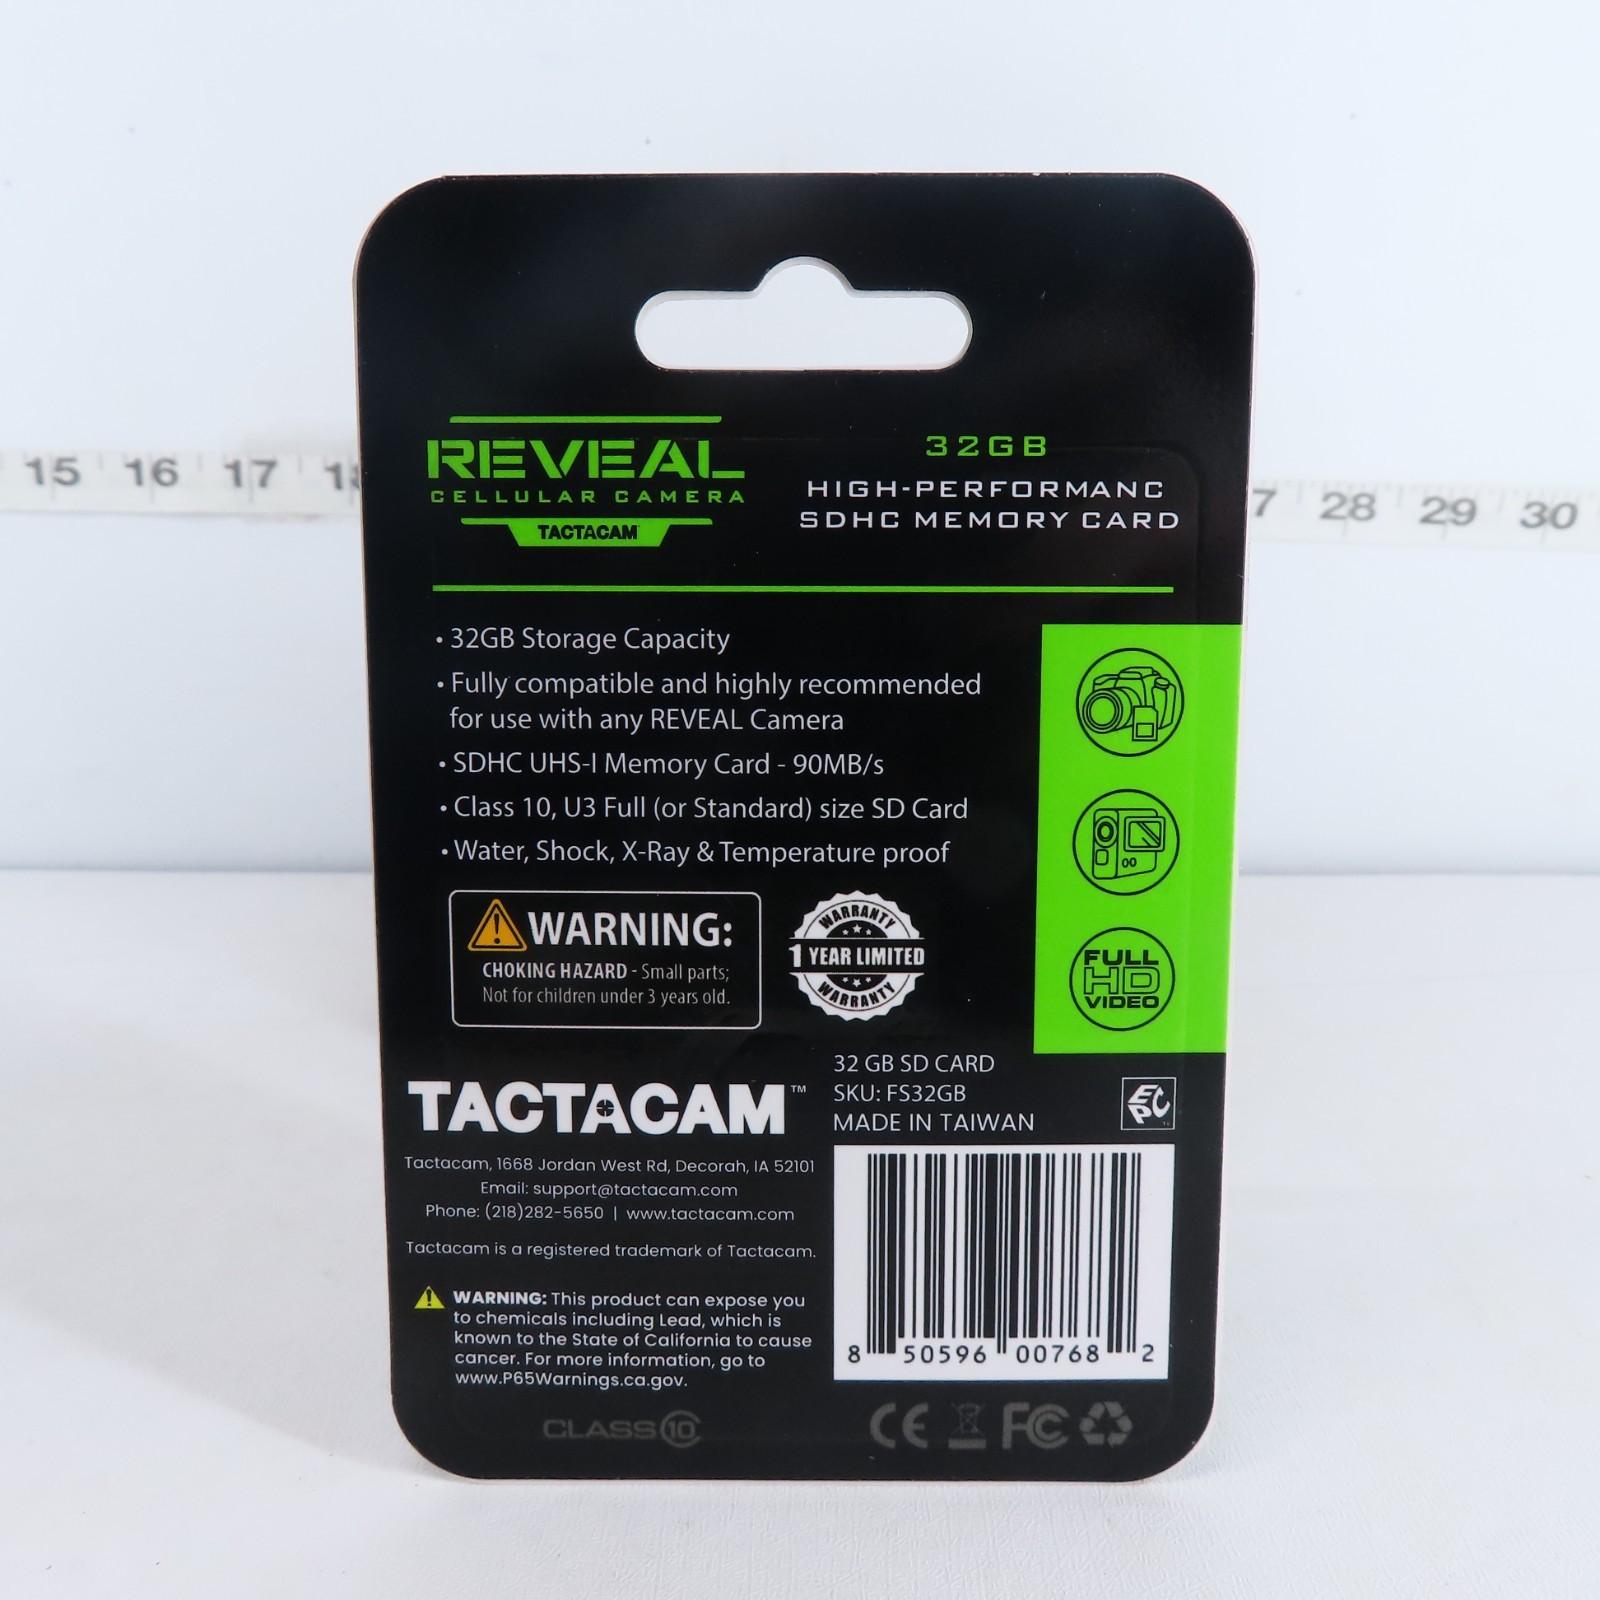 15 16 17 18
7 28 29 30
REVEAL
CELLULAR CAMERA
TACTACAM
32GB
HIGH-PERFORMANC
SDHC MEMORY CARD
• 32GB Storage Capacity
• Fully compatible and highly recommended
for use with any REVEAL Camera
• SDHC UHS-I Memory Card - 90MB/s
• Class 10, U3 Full (or Standard) size SD Card
• Water, Shock, X-Ray & Temperature proof
WARNING:
CHOKING HAZARD - Small parts;
Not for children under 3 years old.
WARRANTY
1 YEAR LIMITED
WARRANTY
FULL
HD
VIDEO
TACTACAM™
Tactacam, 1668 Jordan West Rd, Decorah, IA 52101
Email: support@tactacam.com
Phone: (218)282-5650 | www.tactacam.com
Tactacam is a registered trademark of Tactacam.
WARNING: This product can expose you
to chemicals including Lead, which is
known to the State of California to cause
cancer. For more information, go to
www.P65Warnings.ca.gov.
32 GB SD CARD
SKU: FS32GB
MADE IN TAIWAN
EPC
8 50596 00768 2
CLASS 10
CE FC